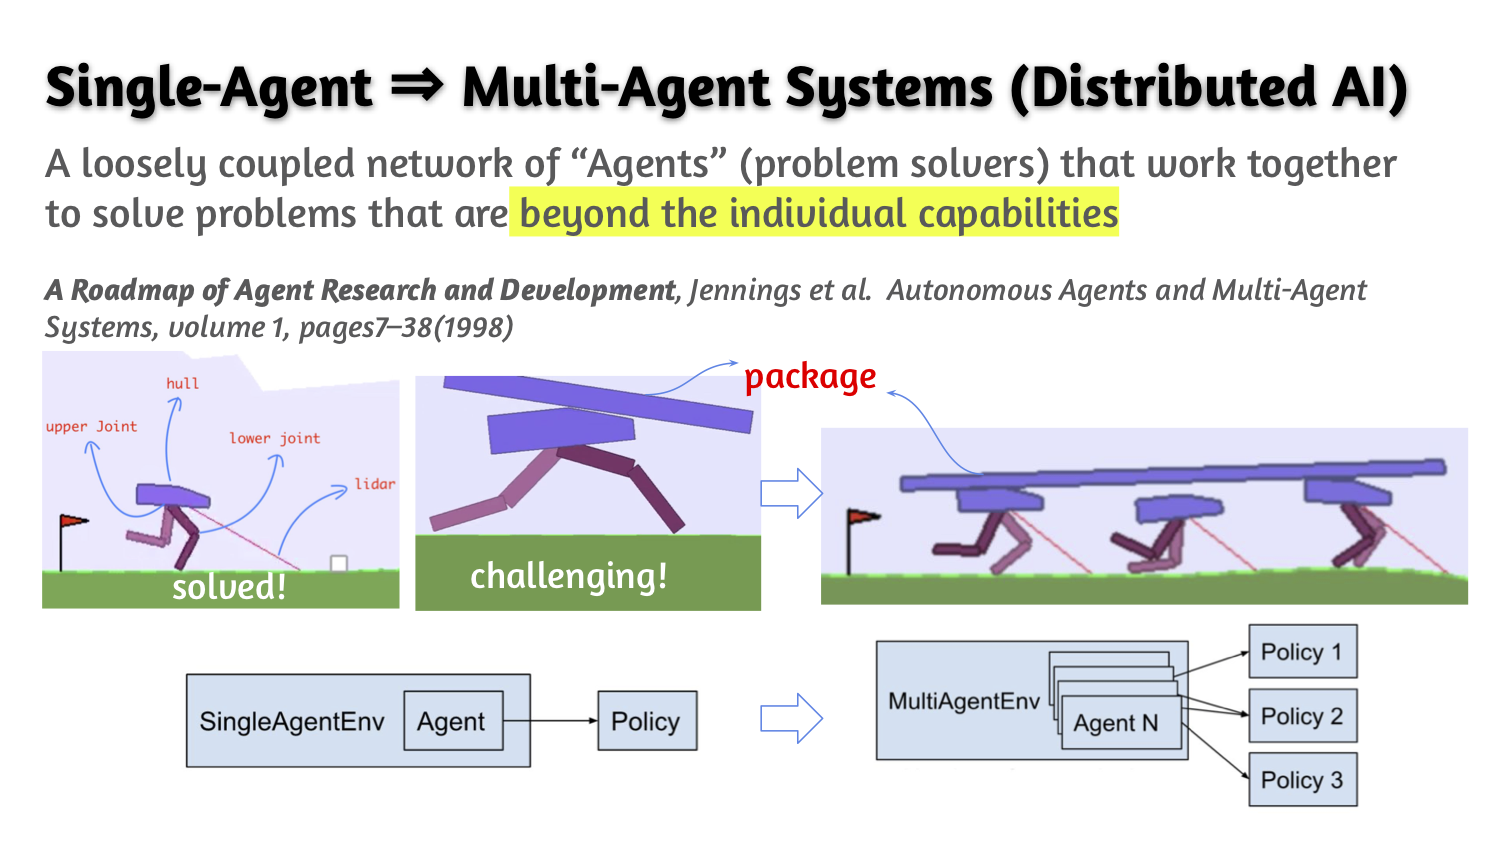 Single-Agent ⇒ Multi-Agent Systems (Distributed AI)
A loosely coupled network of “Agents” (problem solvers) that work together
to solve problems that are beyond the individual capabilities
A Roadmap of Agent Research and Development, Jennings et al.  Autonomous Agents and Multi-Agent
Systems, volume 1, pages7–38(1998)
hull
upper Joint
lower joint
lidar
solved!
challenging!
package
SingleAgentEnv
Agent
Policy
MultiAgentEnv
Agent N
Policy 1
Policy 2
Policy 3